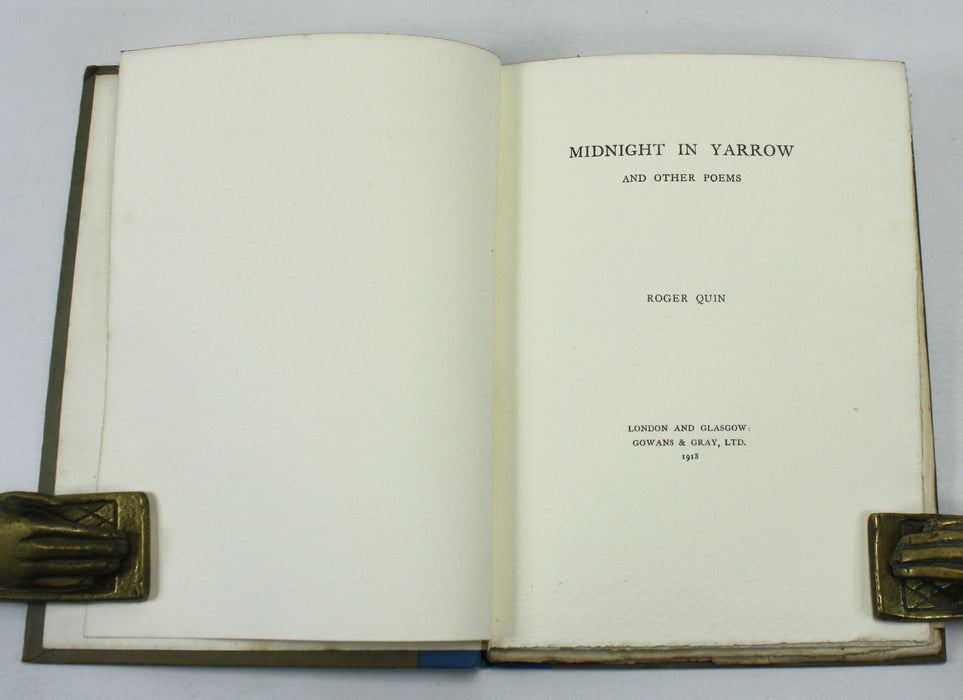 MIDNIGHT IN YARROW
AND OTHER POEMS
ROGER QUIN
LONDON AND GLASGOW:
GOWANS & GRAY, LTD.
1918